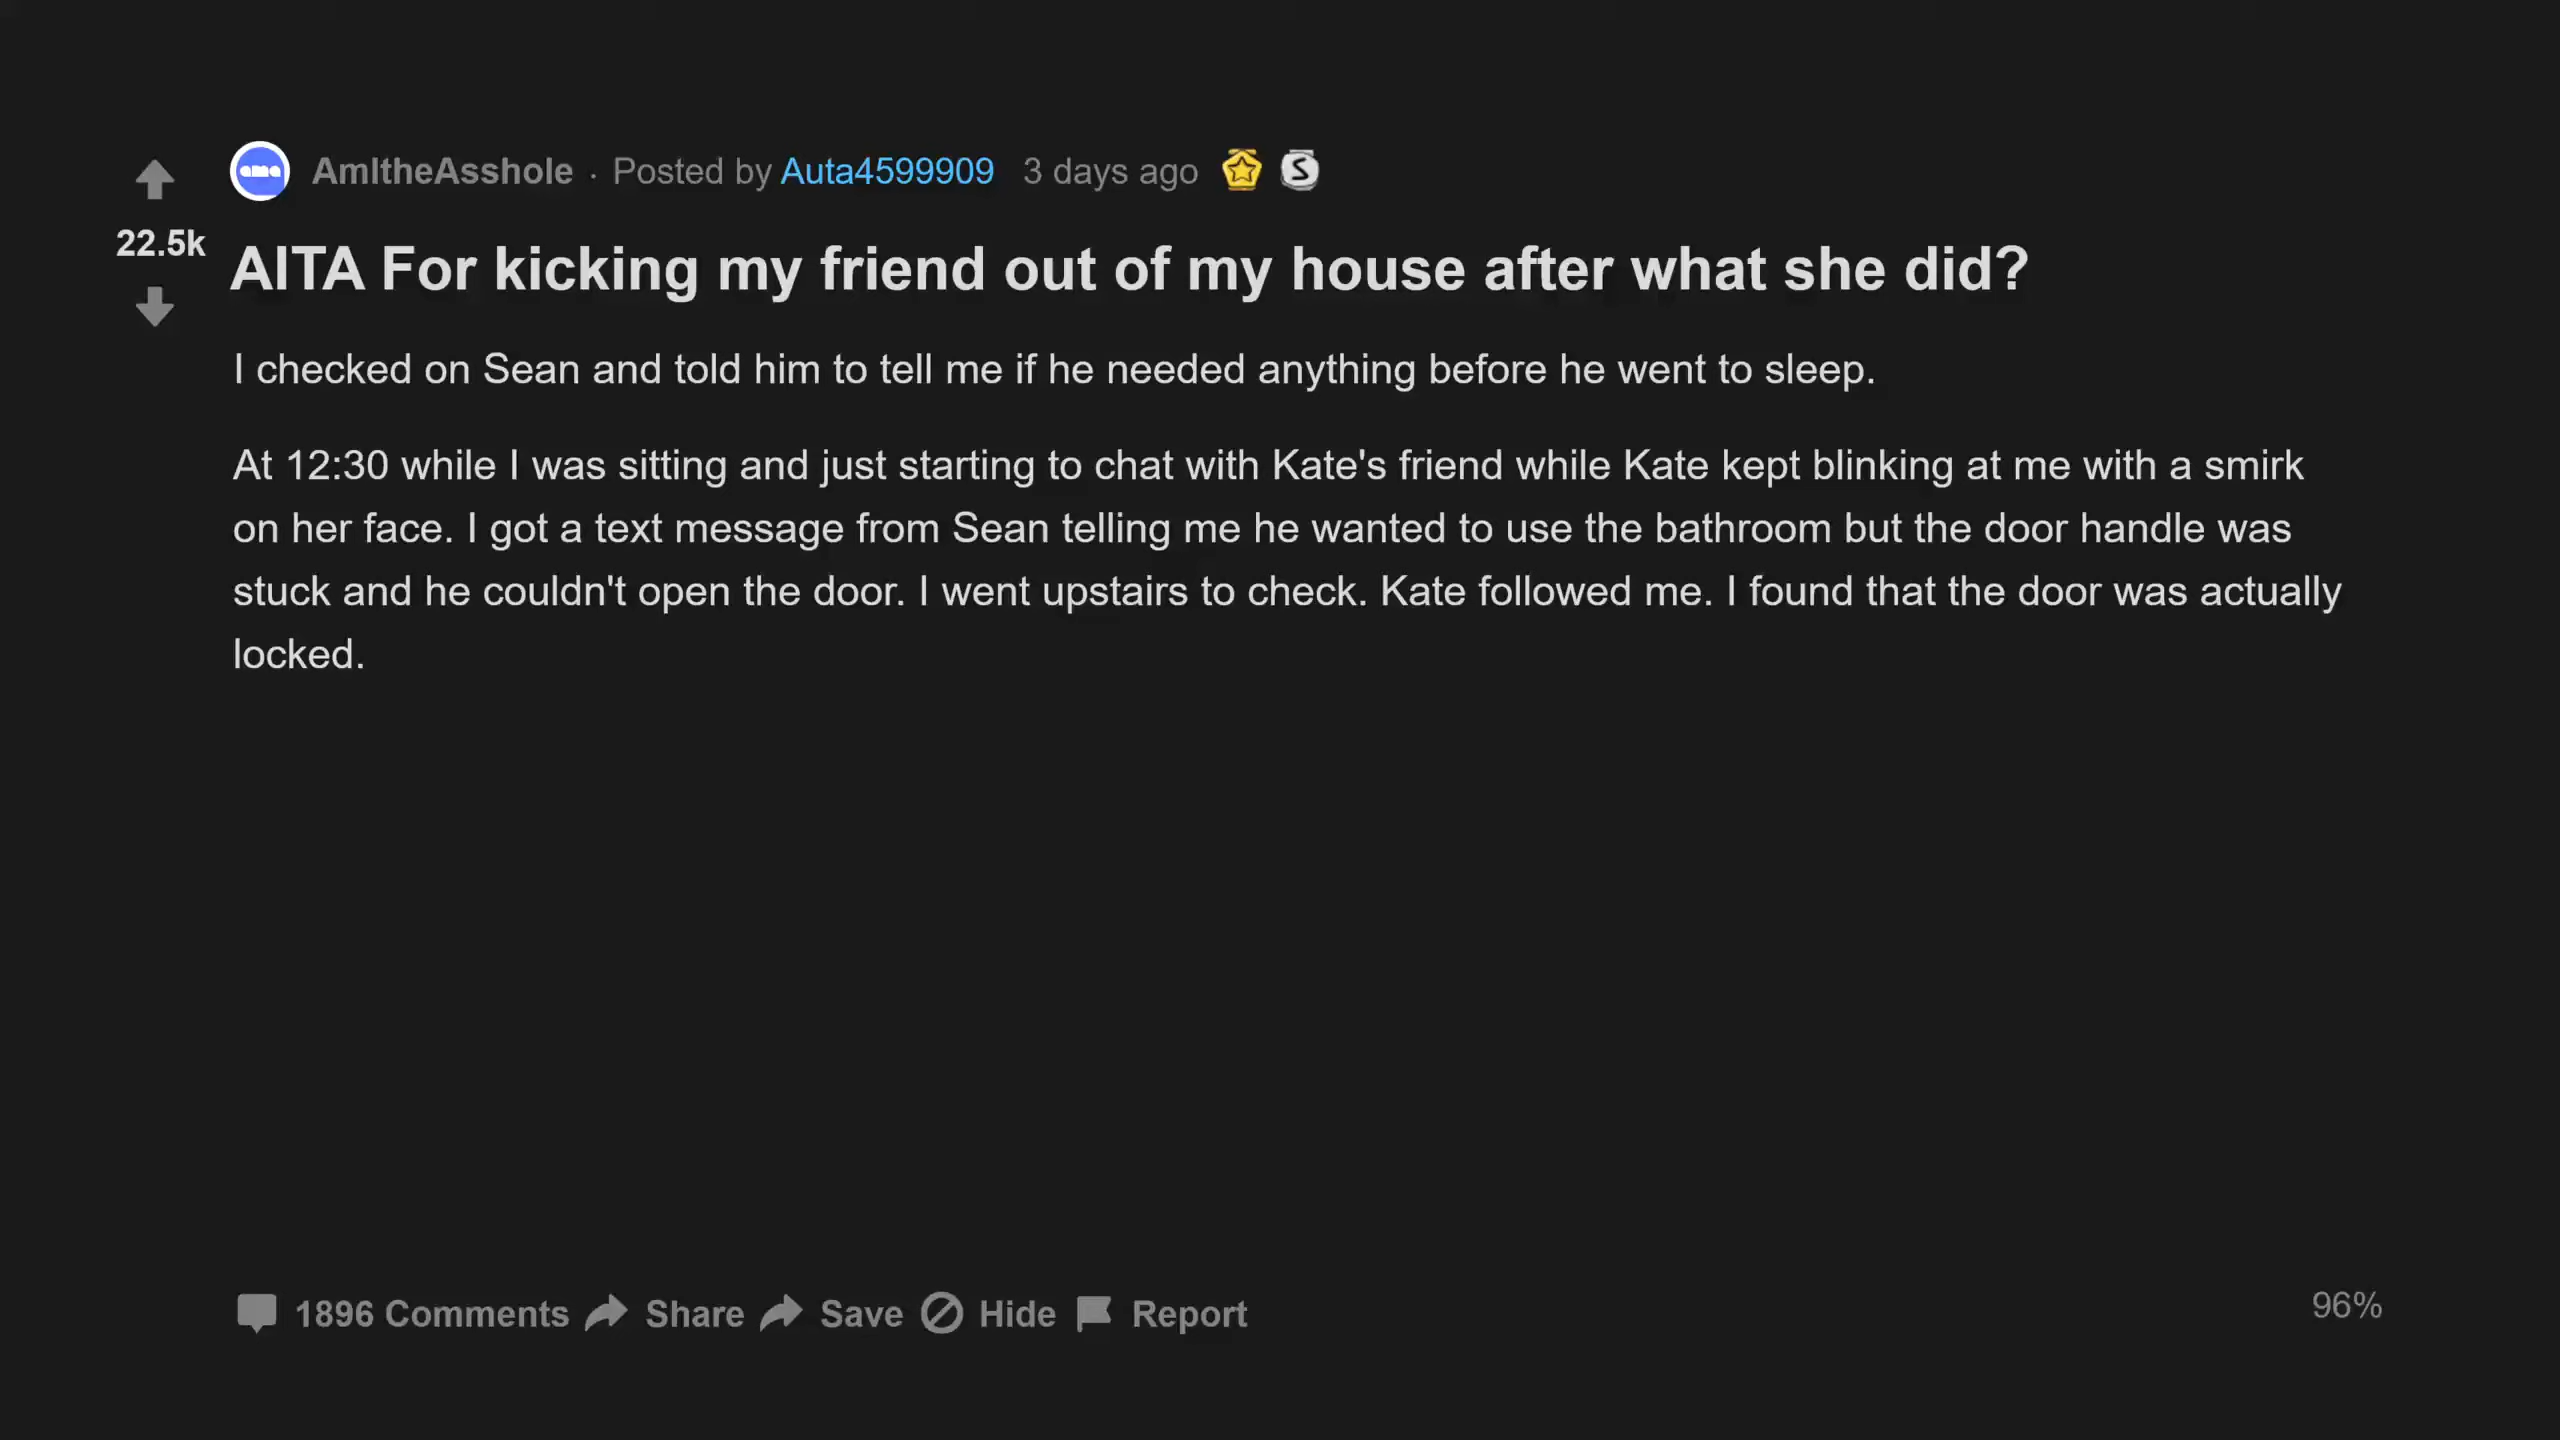 AmItheAsshole · Posted by Auta4599909 3 days ago
22.5k
AITA For kicking my friend out of my house after what she did?
I checked on Sean and told him to tell me if he needed anything before he went to sleep.
At 12:30 while I was sitting and just starting to chat with Kate's friend while Kate kept blinking at me with a smirk
on her face. I got a text message from Sean telling me he wanted to use the bathroom but the door handle was
stuck and he couldn't open the door. I went upstairs to check. Kate followed me. I found that the door was actually
locked.
1896 Comments Share Save Hide Report
96%